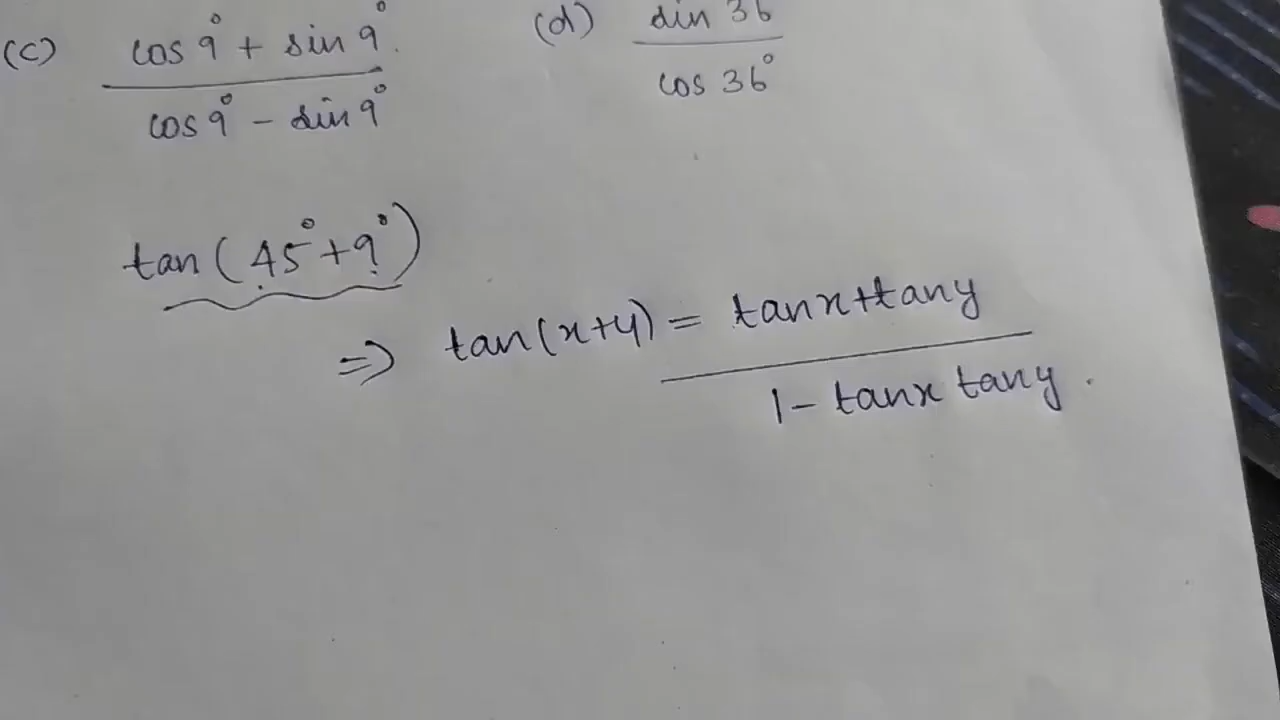 (c) cos 9° + sin 9° (d) sin 36
cos 9° - sin 9° cos 36°
tan (45° + 9°)
⇒ tan(x+y) = tanx+tany
1 - tanx tany.